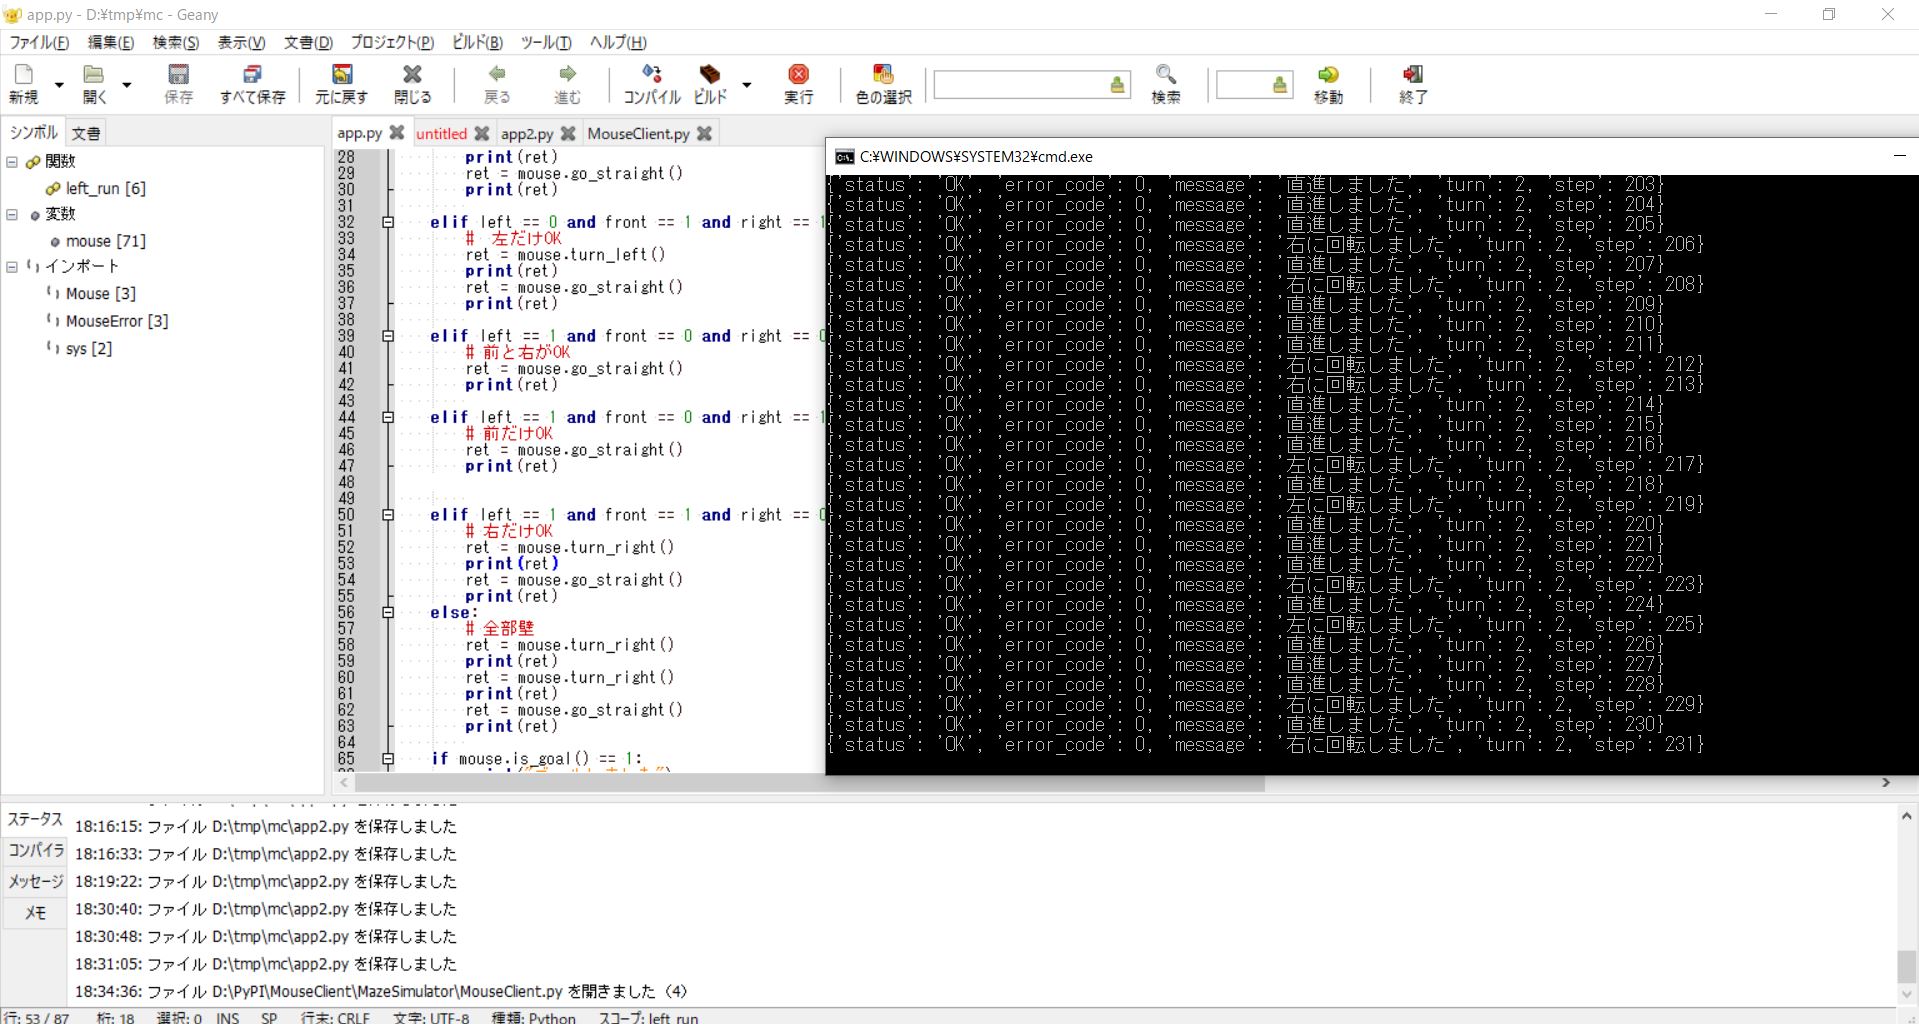 app.py - D:¥tmp¥mc - Geany
ファイル(F) 編集(E) 検索(S) 表示(V) 文書(D) プロジェクト(P) ビルド(B) ツール(T) ヘルプ(H)
新規 開く 保存 すべて保存 元に戻す 閉じる 戻る 進む コンパイル ビルド 実行 色の選択 検索 移動 終了
シンボル 文書
関数
left_run [6]
変数
mouse [71]
インポート
Mouse [3]
MouseError [3]
sys [2]
app.py untitled app2.py MouseClient.py
28 print(ret)
29 ret = mouse.go_straight()
30 print(ret)
31
32 elif left == 0 and front == 1 and right == 1
33 # 左だけOK
34 ret = mouse.turn_left()
35 print(ret)
36 ret = mouse.go_straight()
37 print(ret)
38
39 elif left == 1 and front == 0 and right == 0
40 # 前と右がOK
41 ret = mouse.go_straight()
42 print(ret)
43
44 elif left == 1 and front == 0 and right == 1
45 # 前だけOK
46 ret = mouse.go_straight()
47 print(ret)
48
49
50 elif left == 1 and front == 1 and right == 0
51 # 右だけOK
52 ret = mouse.turn_right()
53 print(ret)
54 ret = mouse.go_straight()
55 print(ret)
56 else:
57 # 全部壁
58 ret = mouse.turn_right()
59 print(ret)
60 ret = mouse.turn_right()
61 print(ret)
62 ret = mouse.go_straight()
63 print(ret)
64
65 if mouse.is_goal() == 1:
C:¥WINDOWS¥SYSTEM32¥cmd.exe
{'status': 'OK', 'error_code': 0, 'message': '直進しました', 'turn': 2, 'step': 203}
{'status': 'OK', 'error_code': 0, 'message': '直進しました', 'turn': 2, 'step': 204}
{'status': 'OK', 'error_code': 0, 'message': '直進しました', 'turn': 2, 'step': 205}
{'status': 'OK', 'error_code': 0, 'message': '右に回転しました', 'turn': 2, 'step': 206}
{'status': 'OK', 'error_code': 0, 'message': '直進しました', 'turn': 2, 'step': 207}
{'status': 'OK', 'error_code': 0, 'message': '右に回転しました', 'turn': 2, 'step': 208}
{'status': 'OK', 'error_code': 0, 'message': '直進しました', 'turn': 2, 'step': 209}
{'status': 'OK', 'error_code': 0, 'message': '直進しました', 'turn': 2, 'step': 210}
{'status': 'OK', 'error_code': 0, 'message': '直進しました', 'turn': 2, 'step': 211}
{'status': 'OK', 'error_code': 0, 'message': '右に回転しました', 'turn': 2, 'step': 212}
{'status': 'OK', 'error_code': 0, 'message': '右に回転しました', 'turn': 2, 'step': 213}
{'status': 'OK', 'error_code': 0, 'message': '直進しました', 'turn': 2, 'step': 214}
{'status': 'OK', 'error_code': 0, 'message': '直進しました', 'turn': 2, 'step': 215}
{'status': 'OK', 'error_code': 0, 'message': '直進しました', 'turn': 2, 'step': 216}
{'status': 'OK', 'error_code': 0, 'message': '左に回転しました', 'turn': 2, 'step': 217}
{'status': 'OK', 'error_code': 0, 'message': '直進しました', 'turn': 2, 'step': 218}
{'status': 'OK', 'error_code': 0, 'message': '左に回転しました', 'turn': 2, 'step': 219}
{'status': 'OK', 'error_code': 0, 'message': '直進しました', 'turn': 2, 'step': 220}
{'status': 'OK', 'error_code': 0, 'message': '直進しました', 'turn': 2, 'step': 221}
{'status': 'OK', 'error_code': 0, 'message': '直進しました', 'turn': 2, 'step': 222}
{'status': 'OK', 'error_code': 0, 'message': '右に回転しました', 'turn': 2, 'step': 223}
{'status': 'OK', 'error_code': 0, 'message': '直進しました', 'turn': 2, 'step': 224}
{'status': 'OK', 'error_code': 0, 'message': '左に回転しました', 'turn': 2, 'step': 225}
{'status': 'OK', 'error_code': 0, 'message': '直進しました', 'turn': 2, 'step': 226}
{'status': 'OK', 'error_code': 0, 'message': '直進しました', 'turn': 2, 'step': 227}
{'status': 'OK', 'error_code': 0, 'message': '直進しました', 'turn': 2, 'step': 228}
{'status': 'OK', 'error_code': 0, 'message': '右に回転しました', 'turn': 2, 'step': 229}
{'status': 'OK', 'error_code': 0, 'message': '直進しました', 'turn': 2, 'step': 230}
{'status': 'OK', 'error_code': 0, 'message': '右に回転しました', 'turn': 2, 'step': 231}
ステータス
コンパイラ
メッセージ
メモ
18:16:15: ファイル D:\tmp\mc\app2.py を保存しました
18:16:33: ファイル D:\tmp\mc\app2.py を保存しました
18:19:22: ファイル D:\tmp\mc\app2.py を保存しました
18:30:40: ファイル D:\tmp\mc\app2.py を保存しました
18:30:48: ファイル D:\tmp\mc\app2.py を保存しました
18:31:05: ファイル D:\tmp\mc\app2.py を保存しました
18:34:36: ファイル D:\PyPI\MouseClient\MazeSimulator\MouseClient.py を開きました（4）
行: 53 / 87 桁: 18 選択: 0 INS SP 行末: CRLF 文字: UTF-8 種類: Python スコープ: left_run